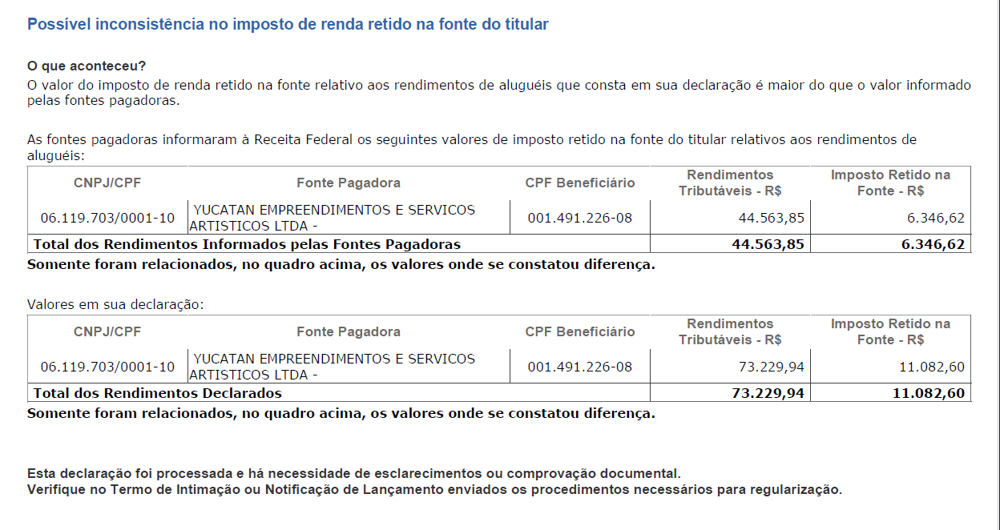 Possível inconsistência no imposto de renda retido na fonte do titular
O que aconteceu?
O valor do imposto de renda retido na fonte relativo aos rendimentos de aluguéis que consta em sua declaração é maior do que o valor informado
pelas fontes pagadoras.
As fontes pagadoras informaram à Receita Federal os seguintes valores de imposto retido na fonte do titular relativos aos rendimentos de
aluguéis:
CNPJ/CPF Fonte Pagadora CPF Beneficiário Rendimentos Tributáveis - R$ Imposto Retido na Fonte - R$
06.119.703/0001-10 YUCATAN EMPREENDIMENTOS E SERVICOS ARTISTICOS LTDA - 001.491.226-08 44.563,85 6.346,62
Total dos Rendimentos Informados pelas Fontes Pagadoras 44.563,85 6.346,62
Somente foram relacionados, no quadro acima, os valores onde se constatou diferença.
Valores em sua declaração:
CNPJ/CPF Fonte Pagadora CPF Beneficiário Rendimentos Tributáveis - R$ Imposto Retido na Fonte - R$
06.119.703/0001-10 YUCATAN EMPREENDIMENTOS E SERVICOS ARTISTICOS LTDA - 001.491.226-08 73.229,94 11.082,60
Total dos Rendimentos Declarados 73.229,94 11.082,60
Somente foram relacionados, no quadro acima, os valores onde se constatou diferença.
Esta declaração foi processada e há necessidade de esclarecimentos ou comprovação documental.
Verifique no Termo de Intimação ou Notificação de Lançamento enviados os procedimentos necessários para regularização.